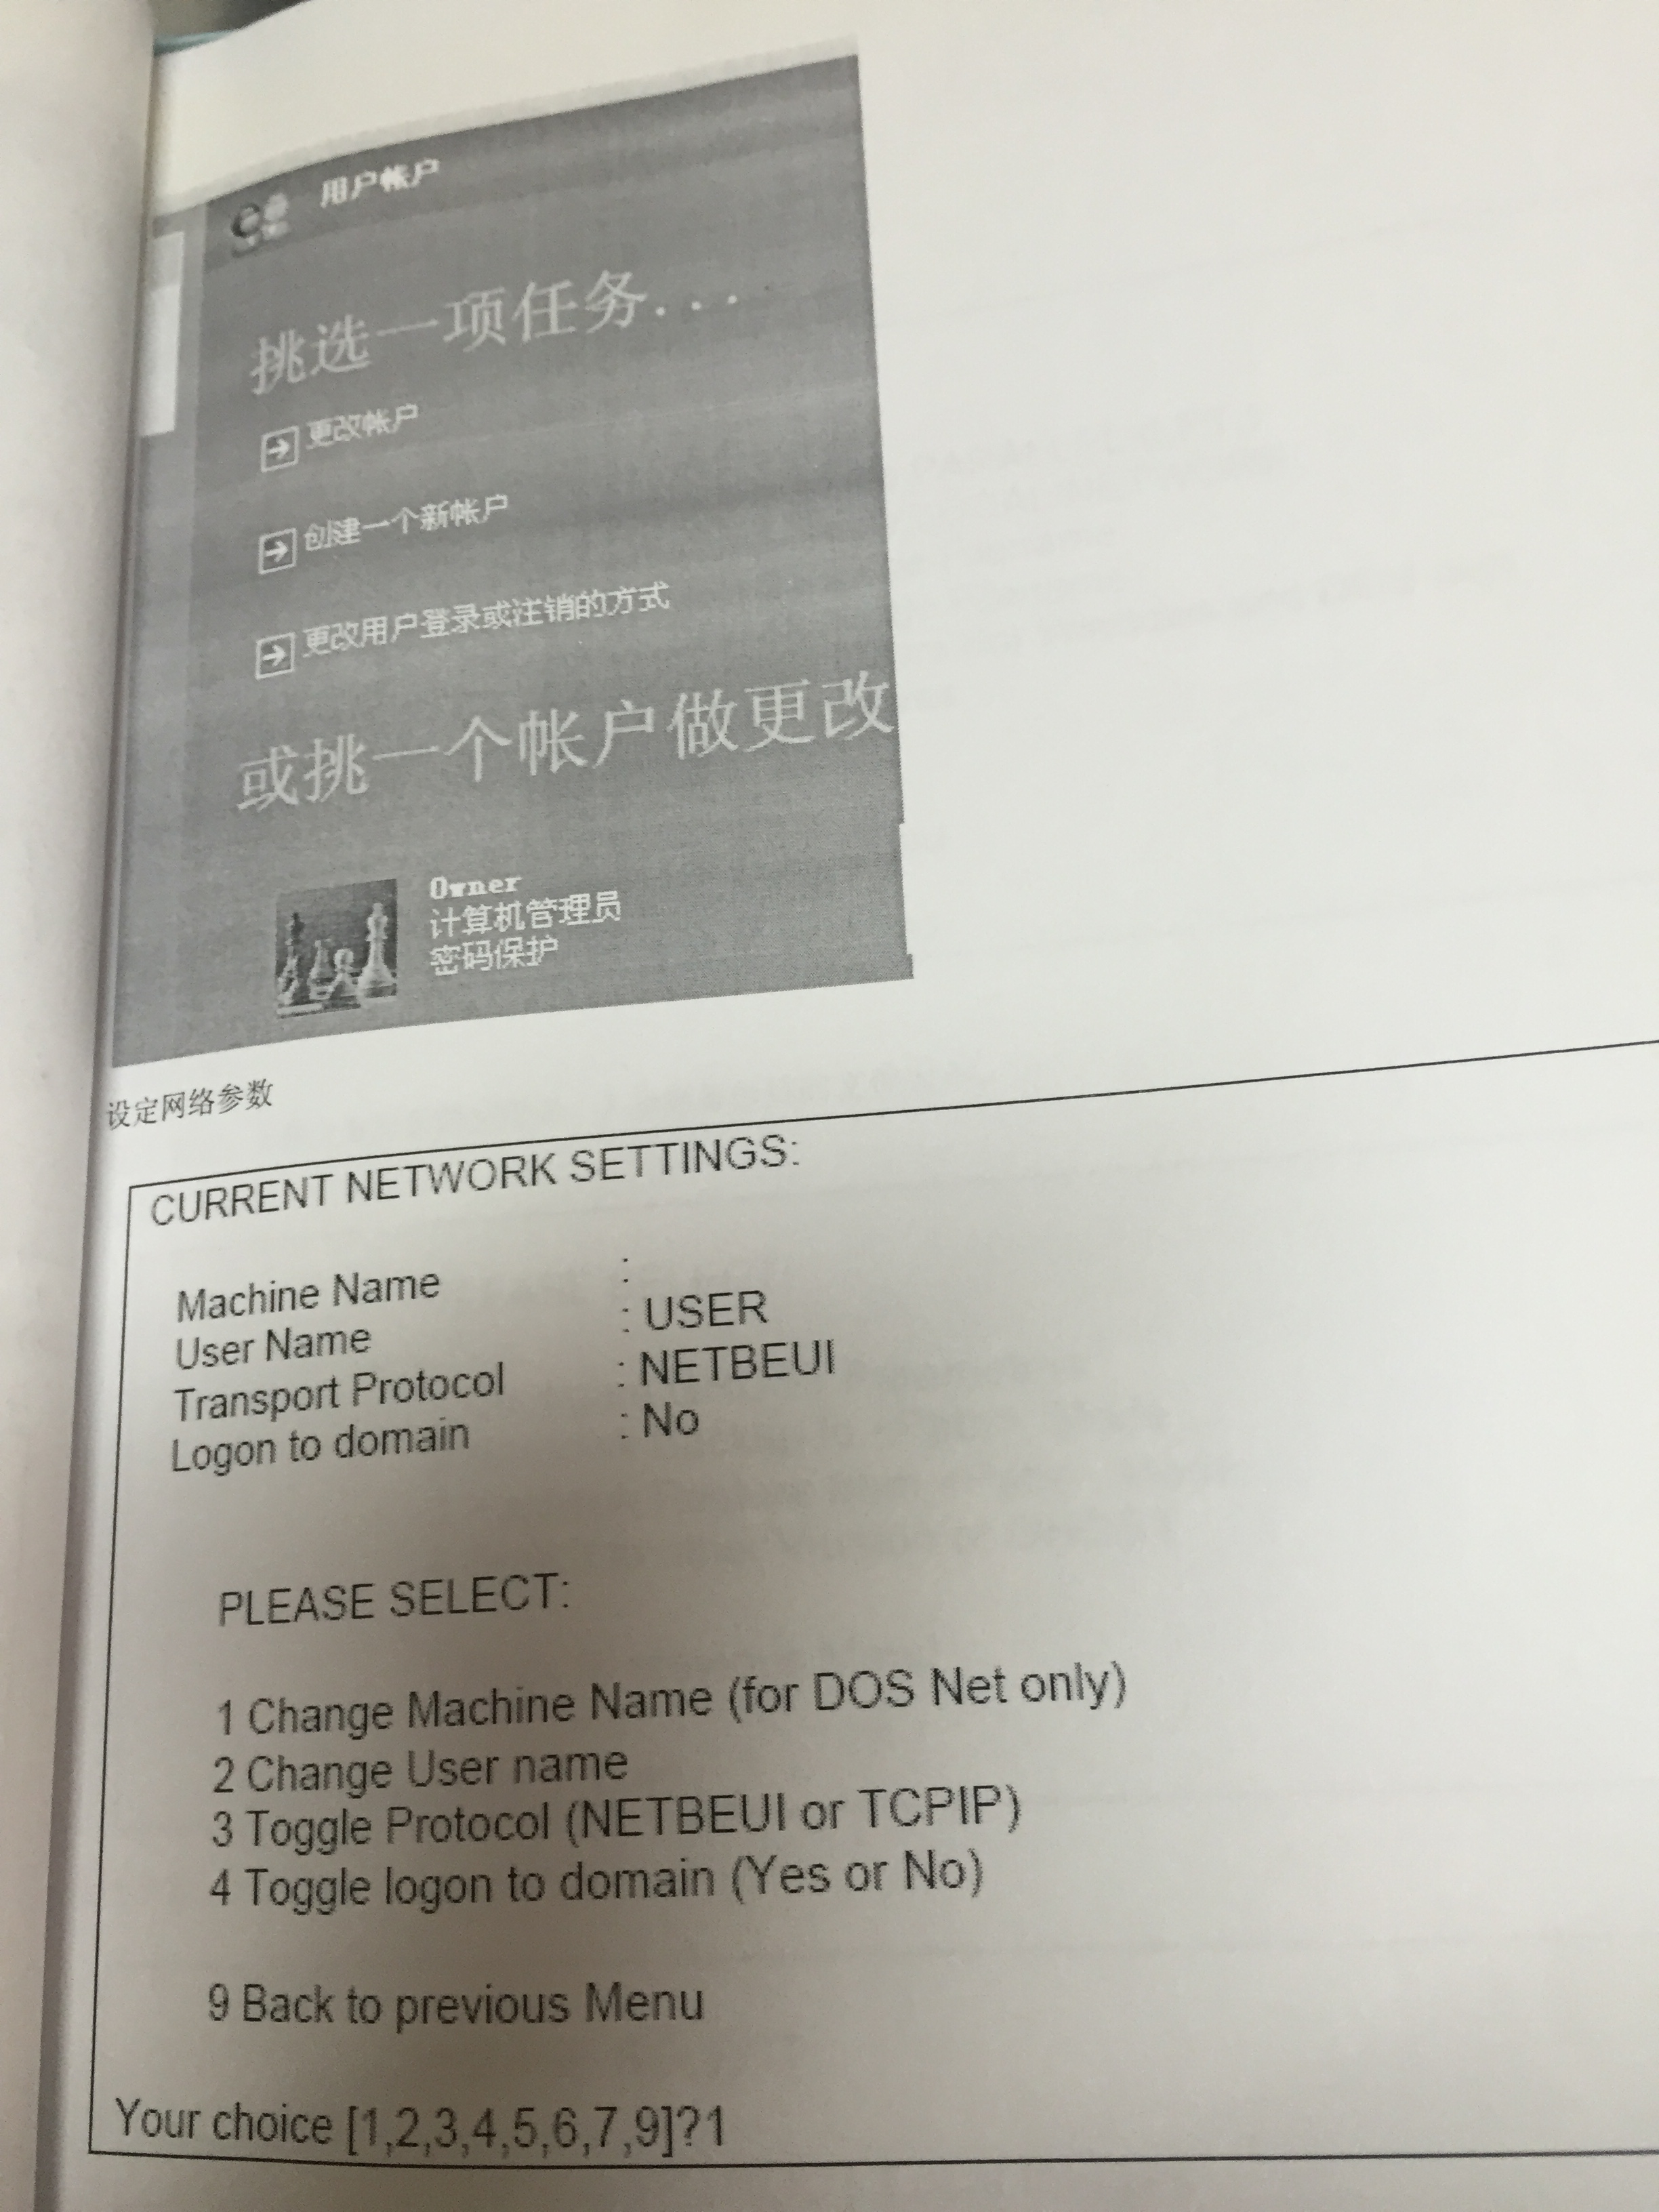 用户帐户
挑选一项任务...
更改帐户
创建一个新帐户
更改用户登录或注销的方式
或挑一个帐户做更改
Owner
计算机管理员
密码保护
设定网络参数
CURRENT NETWORK SETTINGS:
Machine Name :
User Name : USER
Transport Protocol : NETBEUI
Logon to domain : No
PLEASE SELECT:
1 Change Machine Name (for DOS Net only)
2 Change User name
3 Toggle Protocol (NETBEUI or TCPIP)
4 Toggle logon to domain (Yes or No)
9 Back to previous Menu
Your choice [1,2,3,4,5,6,7,9]?1